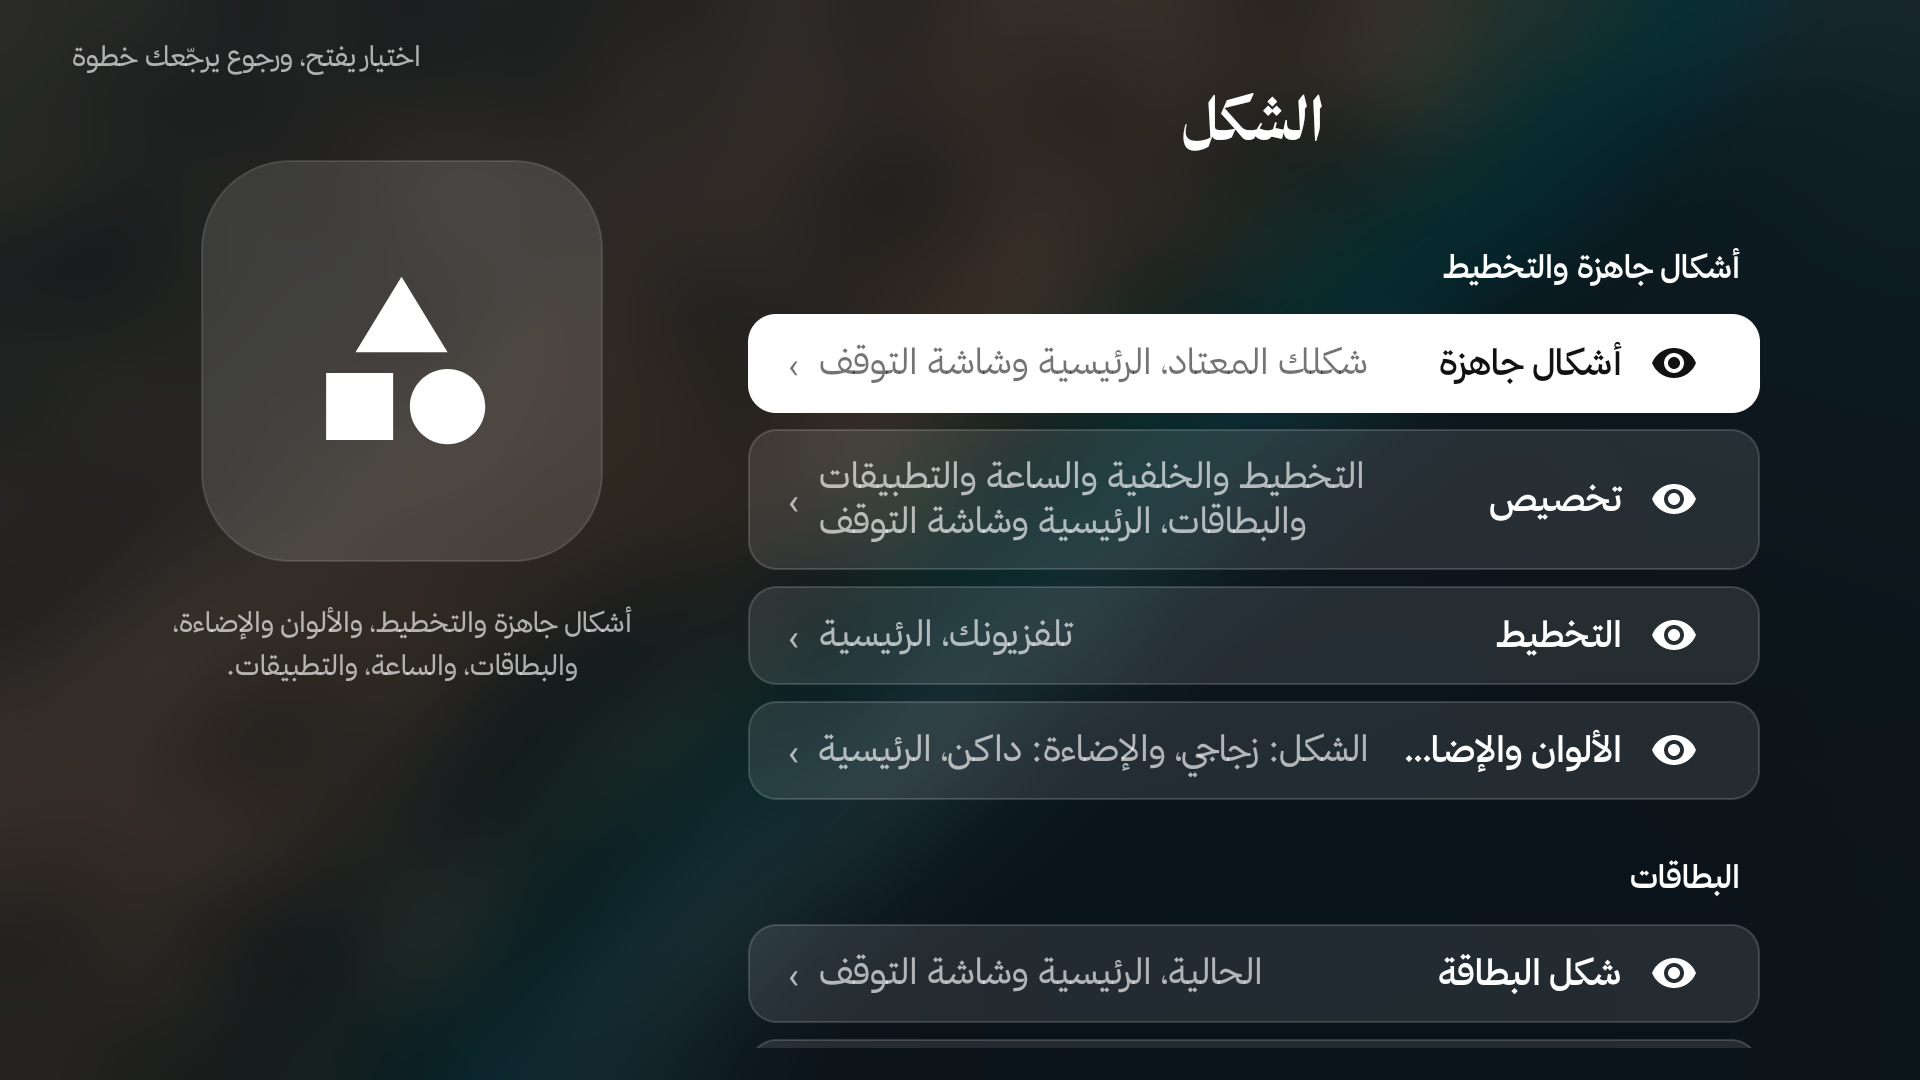 اختيار يفتح، ورجوع يرجّعك خطوة
الشكل
أشكال جاهزة والتخطيط
أشكال جاهزة
شكلك المعتاد، الرئيسية وشاشة التوقف
تخصيص
التخطيط والخلفية والساعة والتطبيقات
والبطاقات، الرئيسية وشاشة التوقف
التخطيط
تلفزيونك، الرئيسية
الألوان والإضا...
الشكل: زجاجي، والإضاءة: داكن، الرئيسية
البطاقات
شكل البطاقة
الحالية، الرئيسية وشاشة التوقف
أشكال جاهزة والتخطيط، والألوان والإضاءة،
والبطاقات، والساعة، والتطبيقات.